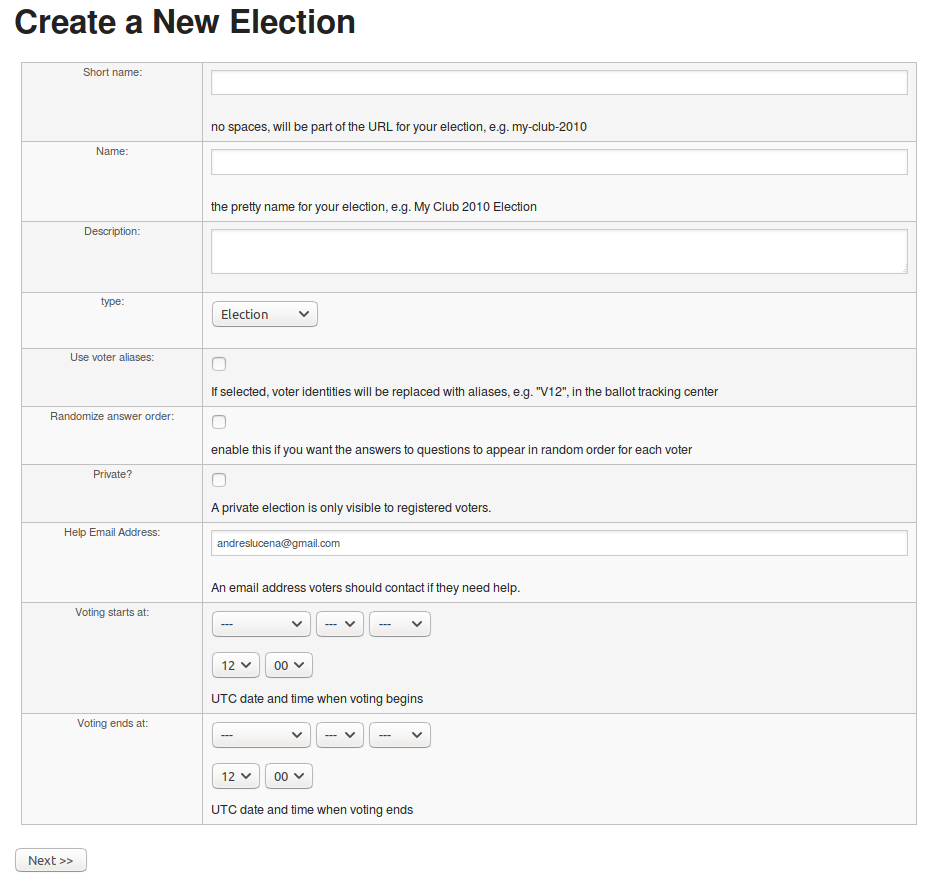 Create a New Election
Short name:
no spaces, will be part of the URL for your election, e.g. my-club-2010
Name:
the pretty name for your election, e.g. My Club 2010 Election
Description:
type:
Election
Use voter aliases:
If selected, voter identities will be replaced with aliases, e.g. "V12", in the ballot tracking center
Randomize answer order:
enable this if you want the answers to questions to appear in random order for each voter
Private?
A private election is only visible to registered voters.
Help Email Address:
andreslucena@gmail.com
An email address voters should contact if they need help.
Voting starts at:
--- --- ---
12 00
UTC date and time when voting begins
Voting ends at:
--- --- ---
12 00
UTC date and time when voting ends
Next >>